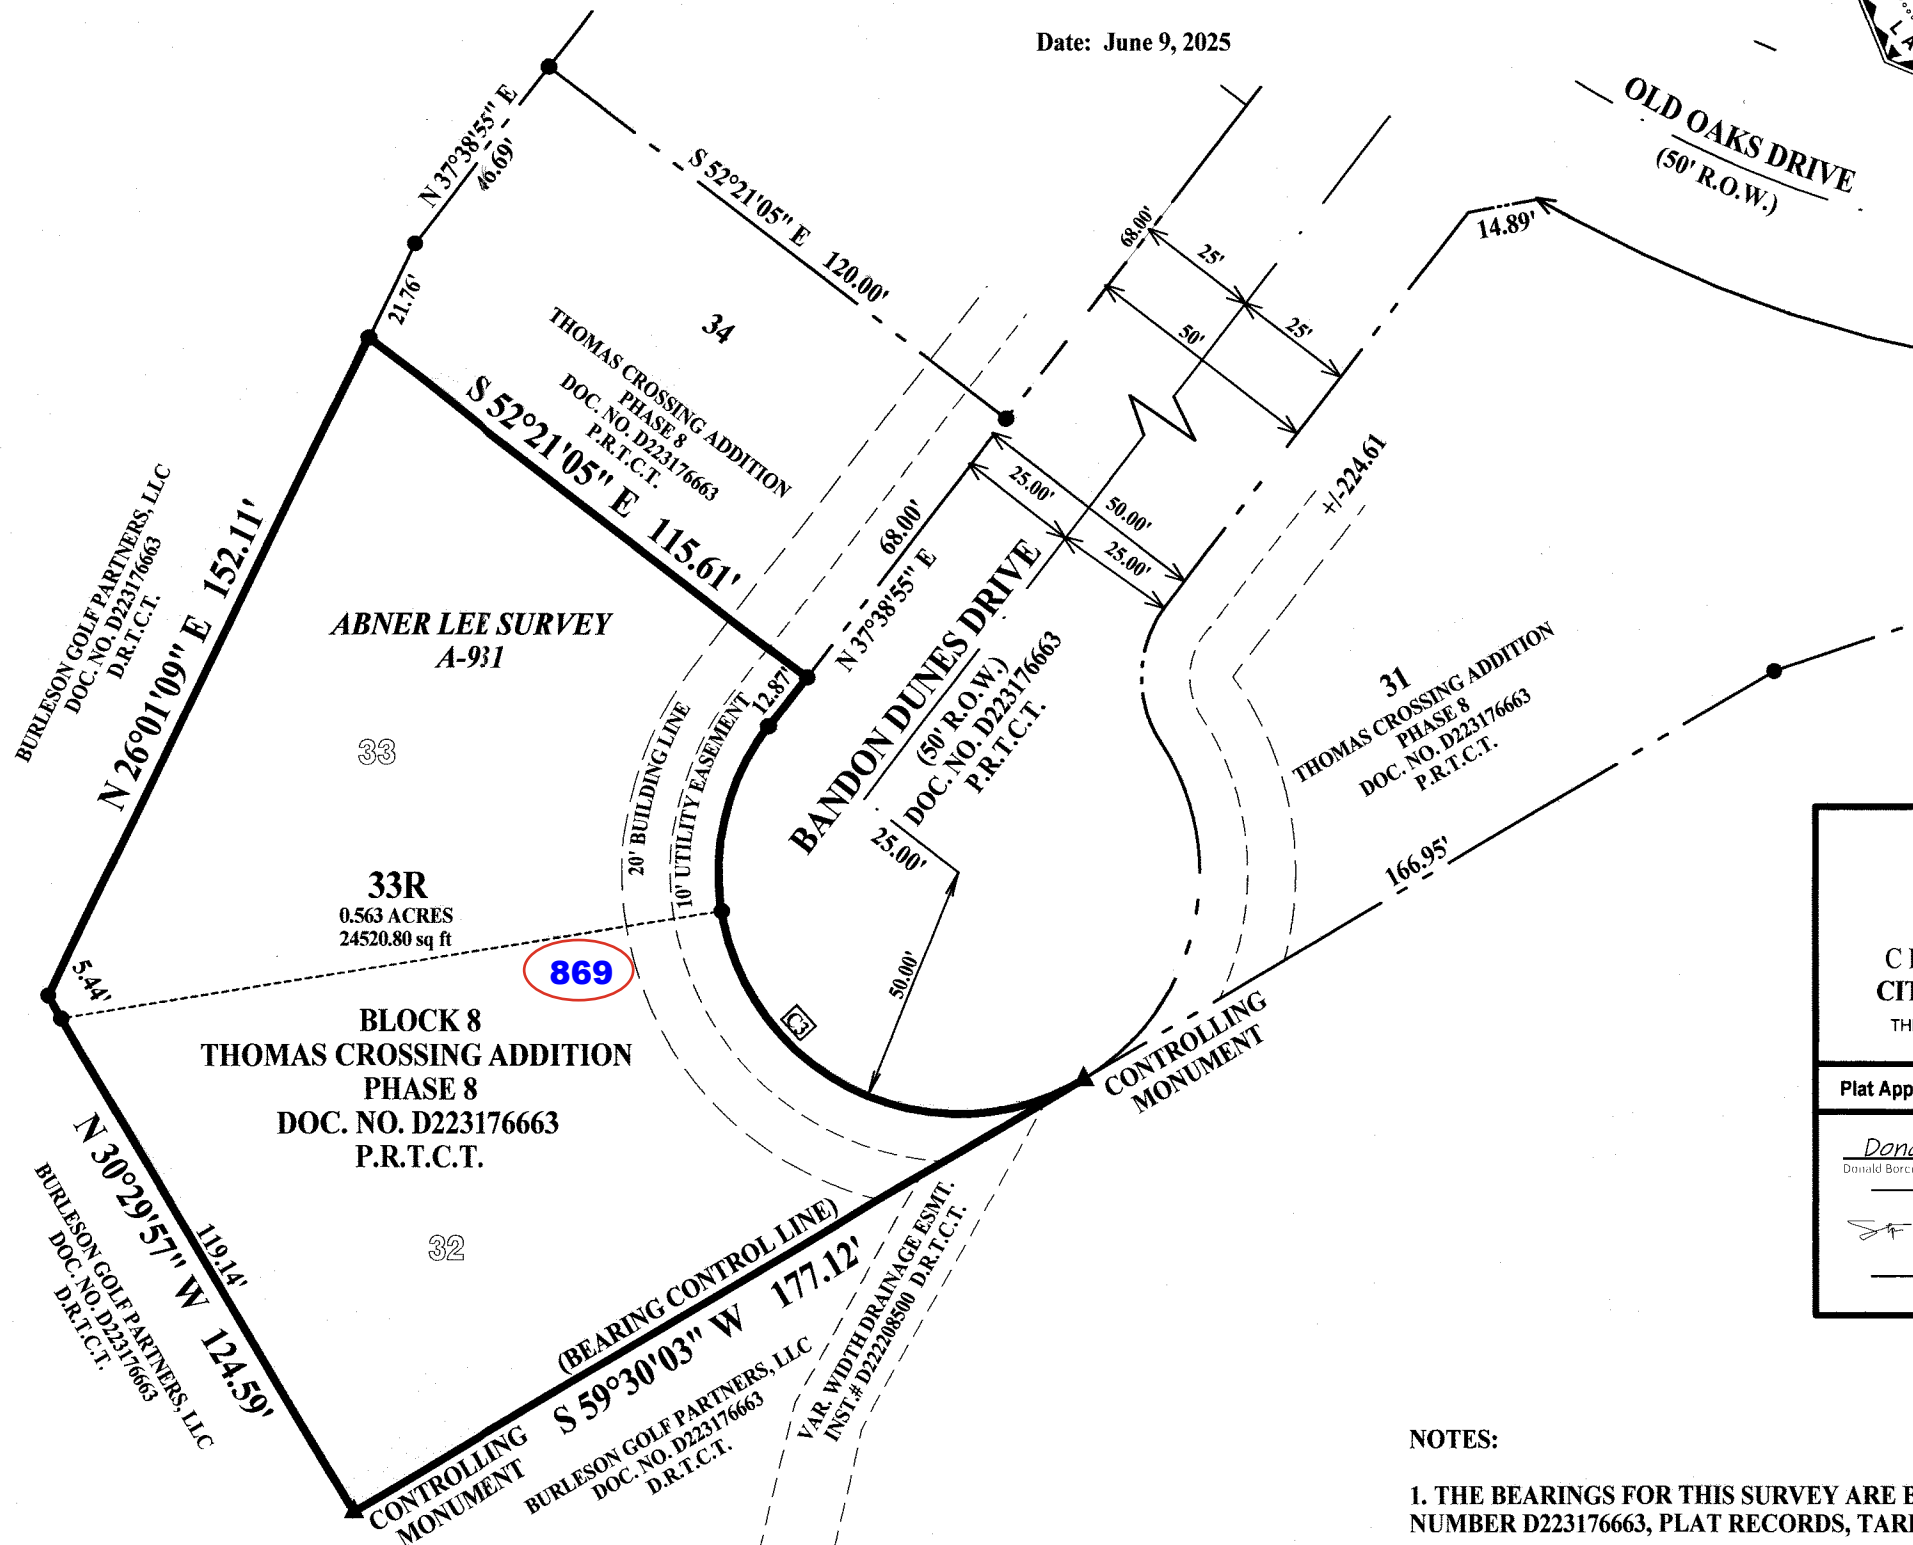 Date: June 9, 2025
OLD OAKS DRIVE
(50' R.O.W.)
14.89'
N 37°38'55" E
46.69'
21.76'
S 52°21'05" E 120.00'
34
THOMAS CROSSING ADDITION
PHASE 8
DOC. NO. D223176663
P.R.T.C.T.
68.00'
25'
25'
50'
S 52°21'05" E 115.61'
25.00'
50.00'
25.00'
68.00'
N 37°38'55" E
+/-224.61
BURLESON GOLF PARTNERS, LLC
DOC. NO. D223176663
D.R.T.C.T.
N 26°01'09" E 152.11'
ABNER LEE SURVEY
A-931
12.87'
BANDON DUNES DRIVE
(50' R.O.W.)
DOC. NO. D223176663
P.R.T.C.T.
31
THOMAS CROSSING ADDITION
PHASE 8
DOC. NO. D223176663
P.R.T.C.T.
33
20' BUILDING LINE
10' UTILITY EASEMENT
25.00'
166.95'
33R
0.563 ACRES
24520.80 sq ft
869
50.00'
5.44'
C3
CONTROLLING
MONUMENT
BLOCK 8
THOMAS CROSSING ADDITION
PHASE 8
DOC. NO. D223176663
P.R.T.C.T.
N 30°29'57" W 124.59'
119.14'
BURLESON GOLF PARTNERS, LLC
DOC. NO. D223176663
D.R.T.C.T.
32
(BEARING CONTROL LINE)
S 59°30'03" W 177.12'
VAR. WIDTH DRAINAGE ESMT.
INST.# D222208500 D.R.T.C.T.
BURLESON GOLF PARTNERS, LLC
DOC. NO. D223176663
D.R.T.C.T.
CONTROLLING
MONUMENT
Plat App
Donald
NOTES:
1. THE BEARINGS FOR THIS SURVEY ARE
NUMBER D223176663, PLAT RECORDS,